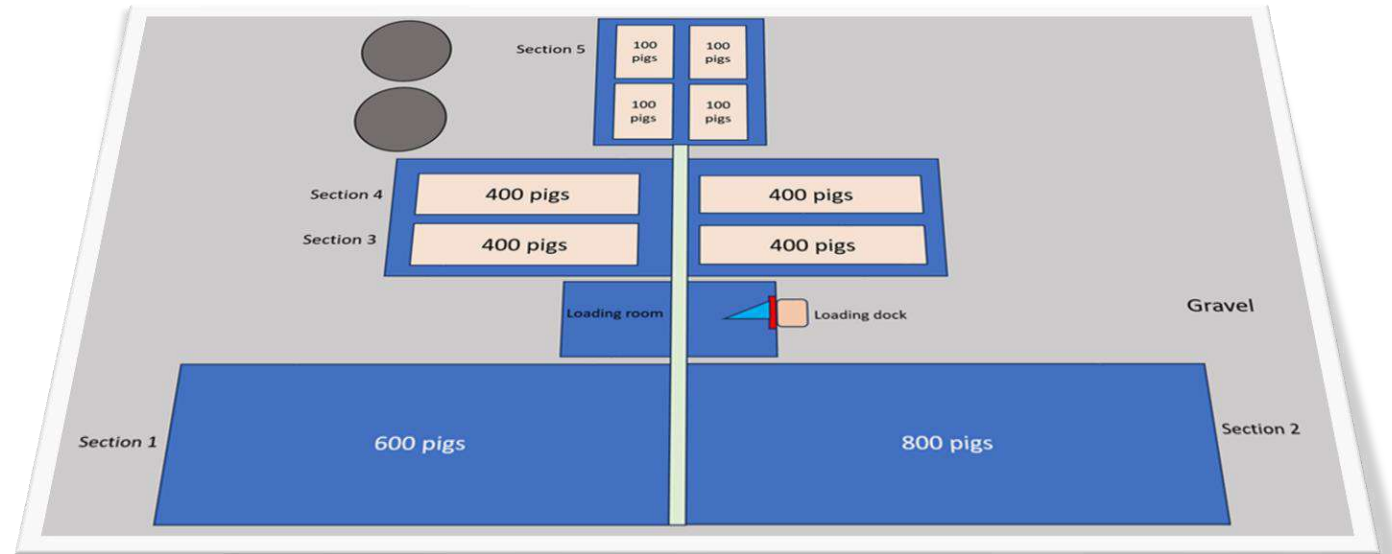 Section 5
100
pigs
100
pigs
100
pigs
100
pigs
Section 4
400 pigs
400 pigs
Section 3
400 pigs
400 pigs
Loading room
Loading dock
Gravel
Section 1
600 pigs
800 pigs
Section 2